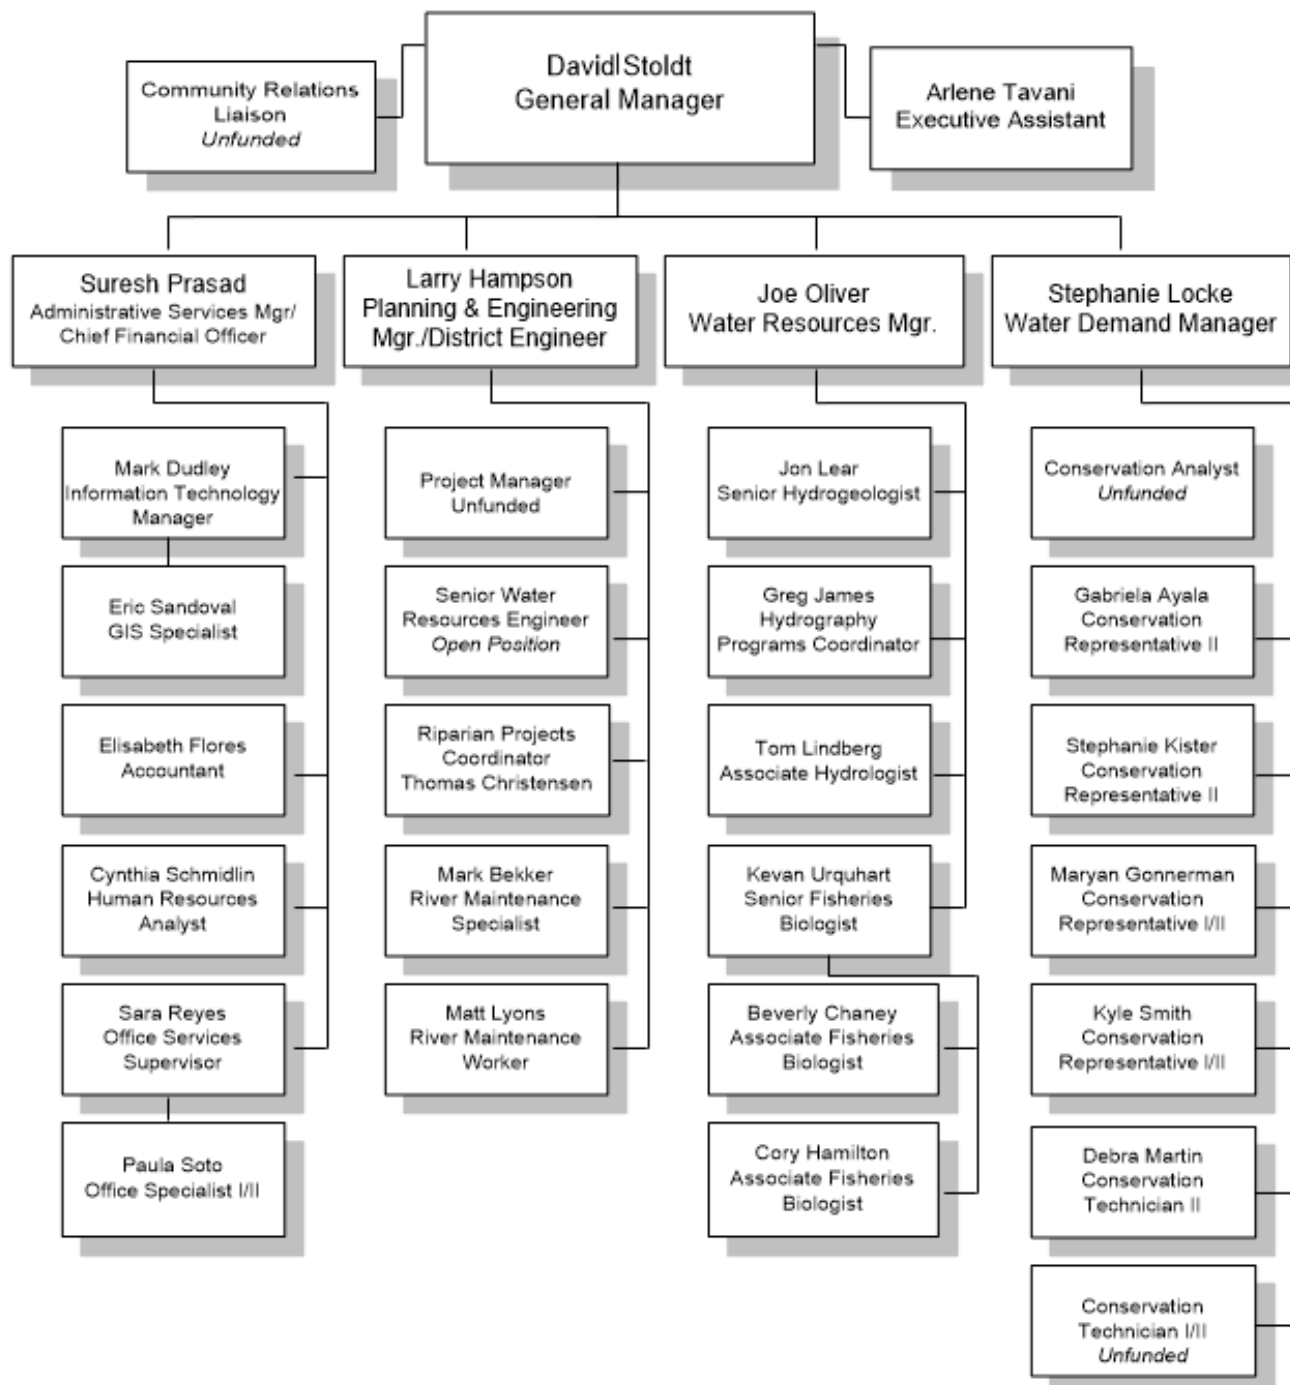 David Stoldt
General Manager
Community Relations
Liaison
Unfunded
Arlene Tavani
Executive Assistant
Suresh Prasad
Administrative Services Mgr/
Chief Financial Officer
Larry Hampson
Planning & Engineering
Mgr./District Engineer
Joe Oliver
Water Resources Mgr.
Stephanie Locke
Water Demand Manager
Mark Dudley
Information Technology
Manager
Eric Sandoval
GIS Specialist
Elisabeth Flores
Accountant
Cynthia Schmidlin
Human Resources
Analyst
Sara Reyes
Office Services
Supervisor
Paula Soto
Office Specialist I/II
Project Manager
Unfunded
Senior Water
Resources Engineer
Open Position
Riparian Projects
Coordinator
Thomas Christensen
Mark Bekker
River Maintenance
Specialist
Matt Lyons
River Maintenance
Worker
Jon Lear
Senior Hydrogeologist
Greg James
Hydrography
Programs Coordinator
Tom Lindberg
Associate Hydrologist
Kevan Urquhart
Senior Fisheries
Biologist
Beverly Chaney
Associate Fisheries
Biologist
Cory Hamilton
Associate Fisheries
Biologist
Conservation Analyst
Unfunded
Gabriela Ayala
Conservation
Representative II
Stephanie Kister
Conservation
Representative II
Maryan Gonnerman
Conservation
Representative I/II
Kyle Smith
Conservation
Representative I/II
Debra Martin
Conservation
Technician II
Conservation
Technician I/II
Unfunded